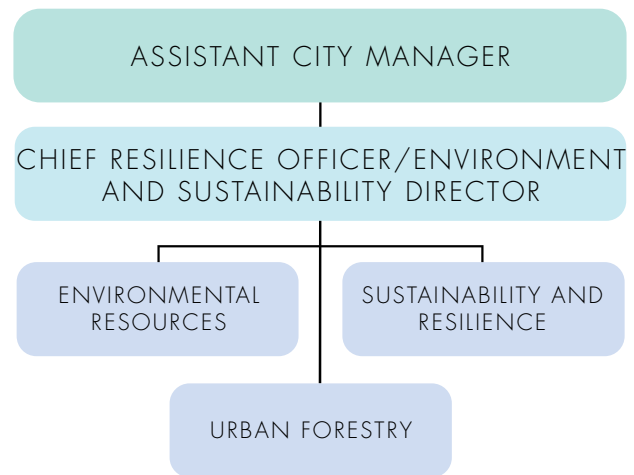 ASSISTANT CITY MANAGER
CHIEF RESILIENCE OFFICER/ENVIRONMENT
AND SUSTAINABILITY DIRECTOR
ENVIRONMENTAL
RESOURCES
SUSTAINABILITY AND
RESILIENCE
URBAN FORESTRY